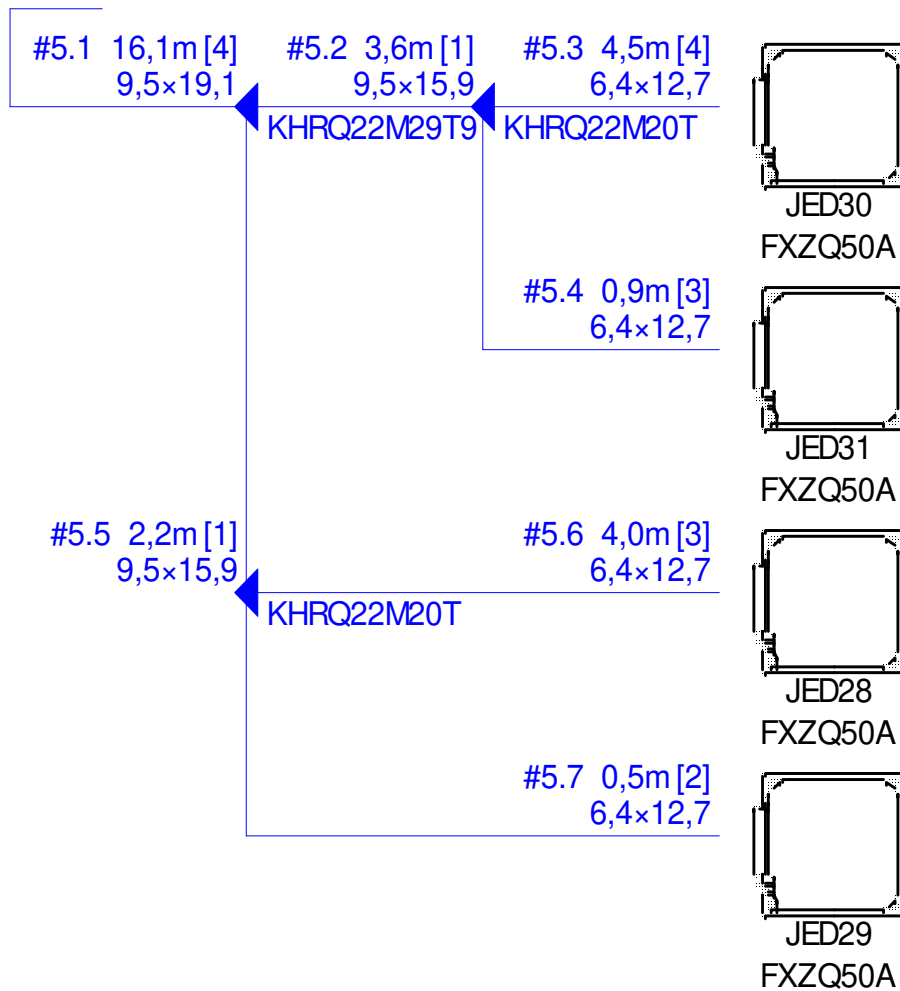 #5.1 16,1m [4]
9,5×19,1
#5.2 3,6m [1]
9,5×15,9
#5.3 4,5m [4]
6,4×12,7
KHRQ22M29T9
KHRQ22M20T
JED30
FXZQ50A
#5.4 0,9m [3]
6,4×12,7
JED31
FXZQ50A
#5.5 2,2m [1]
9,5×15,9
#5.6 4,0m [3]
6,4×12,7
KHRQ22M20T
JED28
FXZQ50A
#5.7 0,5m [2]
6,4×12,7
JED29
FXZQ50A